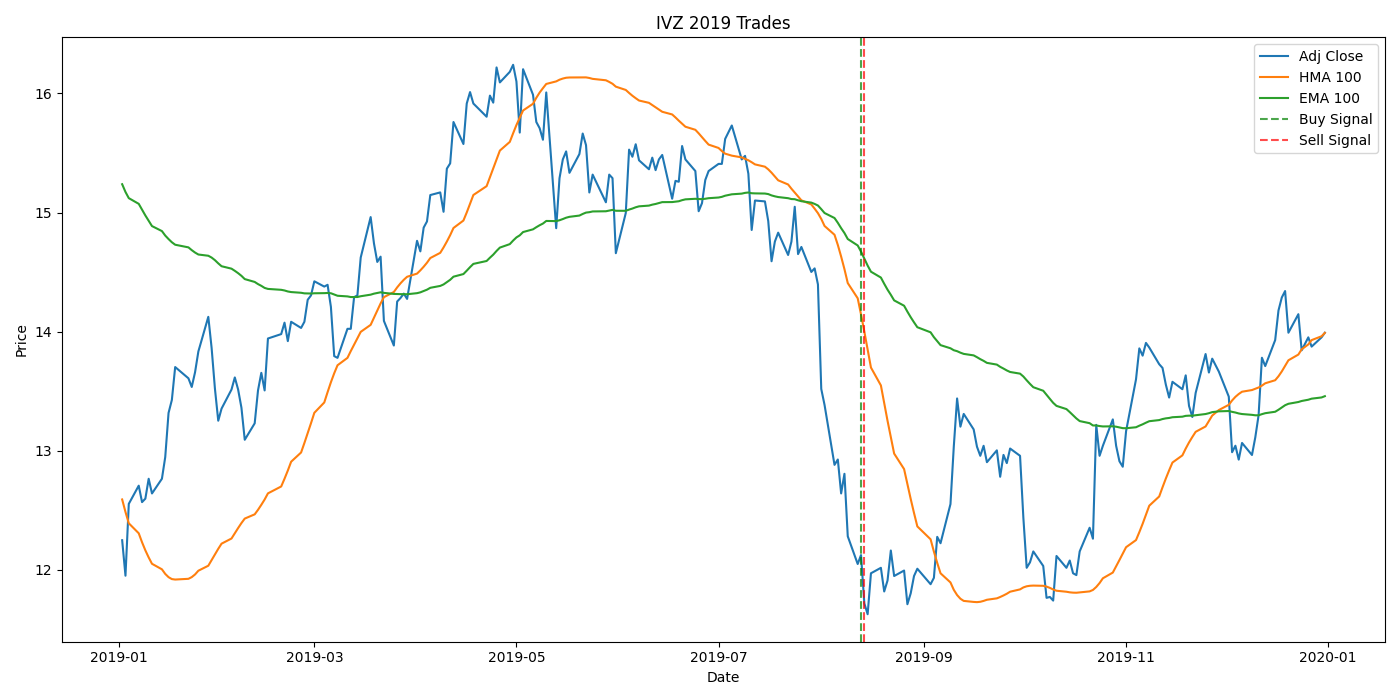 IVZ 2019 Trades
Adj Close
HMA 100
EMA 100
Buy Signal
Sell Signal
Price
16
15
14
13
12
2019-01
2019-03
2019-05
2019-07
2019-09
2019-11
2020-01
Date